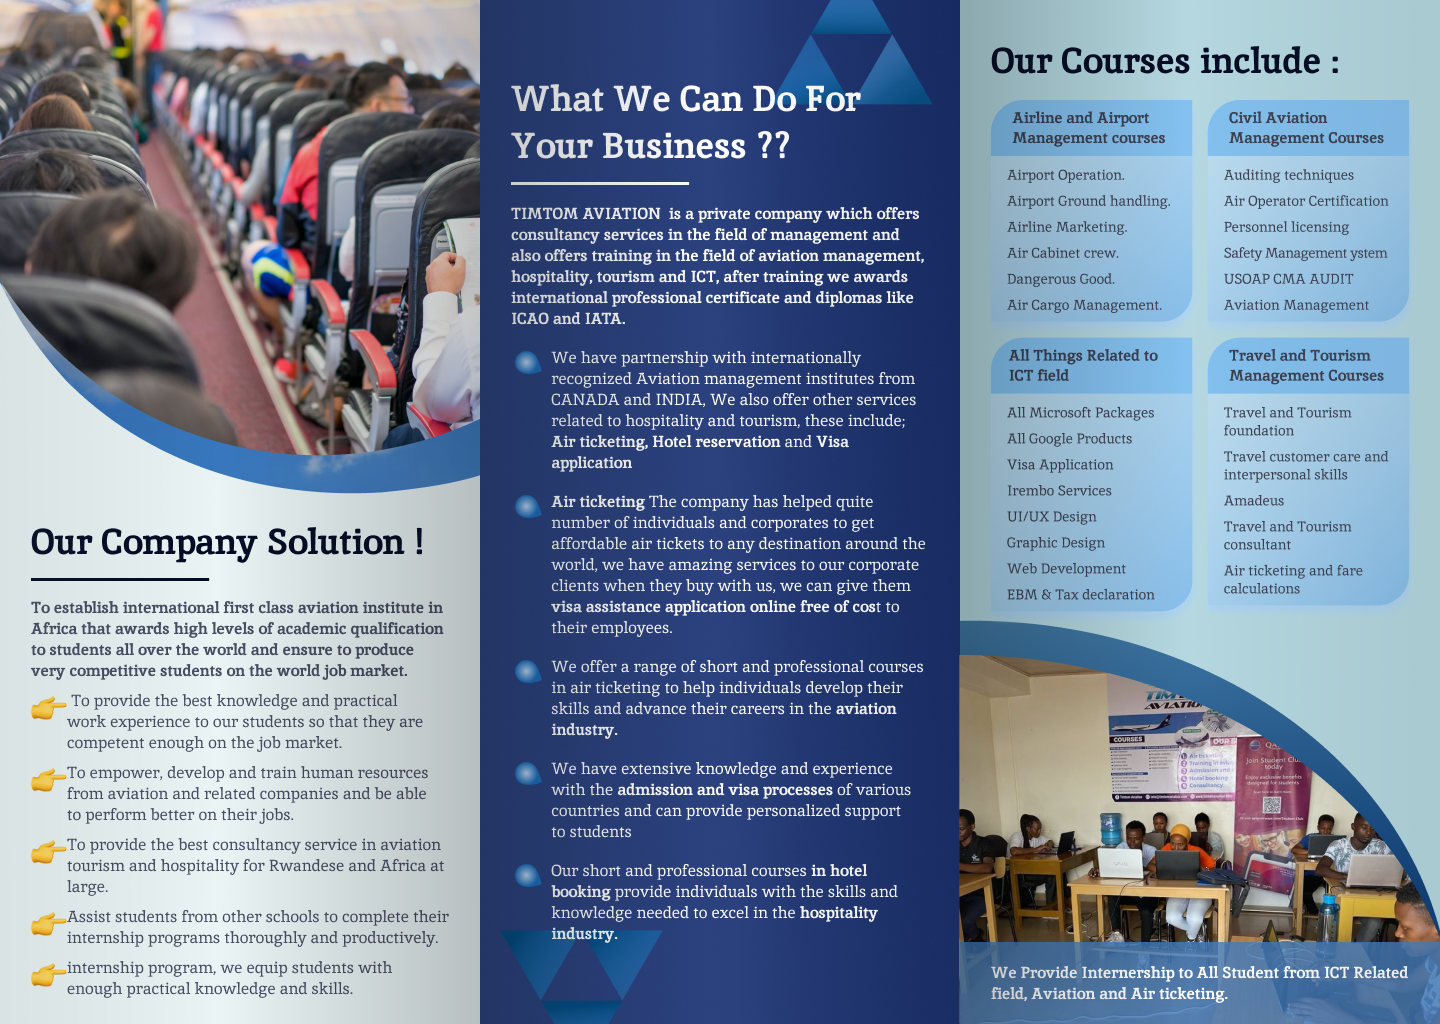 Our Company Solution !
To establish international first class aviation institute in
Africa that awards high levels of academic qualification
to students all over the world and ensure to produce
very competitive students on the world job market.
To provide the best knowledge and practical
work experience to our students so that they are
competent enough on the job market.
To empower, develop and train human resources
from aviation and related companies and be able
to perform better on their jobs.
To provide the best consultancy service in aviation
tourism and hospitality for Rwandese and Africa at
large.
Assist students from other schools to complete their
internship programs thoroughly and productively.
internship program, we equip students with
enough practical knowledge and skills.
What We Can Do For
Your Business ??
TIMTOM AVIATION is a private company which offers
consultancy services in the field of management and
also offers training in the field of aviation management,
hospitality, tourism and ICT, after training we awards
international professional certificate and diplomas like
ICAO and IATA.
We have partnership with internationally
recognized Aviation management institutes from
CANADA and INDIA, We also offer other services
related to hospitality and tourism, these include;
Air ticketing, Hotel reservation and Visa
application
Air ticketing The company has helped quite
number of individuals and corporates to get
affordable air tickets to any destination around the
world, we have amazing services to our corporate
clients when they buy with us, we can give them
visa assistance application online free of cost to
their employees.
We offer a range of short and professional courses
in air ticketing to help individuals develop their
skills and advance their careers in the aviation
industry.
We have extensive knowledge and experience
with the admission and visa processes of various
countries and can provide personalized support
to students
Our short and professional courses in hotel
booking provide individuals with the skills and
knowledge needed to excel in the hospitality
industry.
Our Courses include :
Airline and Airport
Management courses
Airport Operation.
Airport Ground handling.
Airline Marketing.
Air Cabinet crew.
Dangerous Good.
Air Cargo Management.
Civil Aviation
Management Courses
Auditing techniques
Air Operator Certification
Personnel licensing
Safety Management ystem
USOAP CMA AUDIT
Aviation Management
All Things Related to
ICT field
All Microsoft Packages
All Google Products
Visa Application
Irembo Services
UI/UX Design
Graphic Design
Web Development
EBM & Tax declaration
Travel and Tourism
Management Courses
Travel and Tourism
foundation
Travel customer care and
interpersonal skills
Amadeus
Travel and Tourism
consultant
Air ticketing and fare
calculations
AVIATION
COURSES
OUR
Air ticketing
Hotel booking
Consultancy
Join Student Club
today
We Provide Internership to All Student from ICT Related
field, Aviation and Air ticketing.